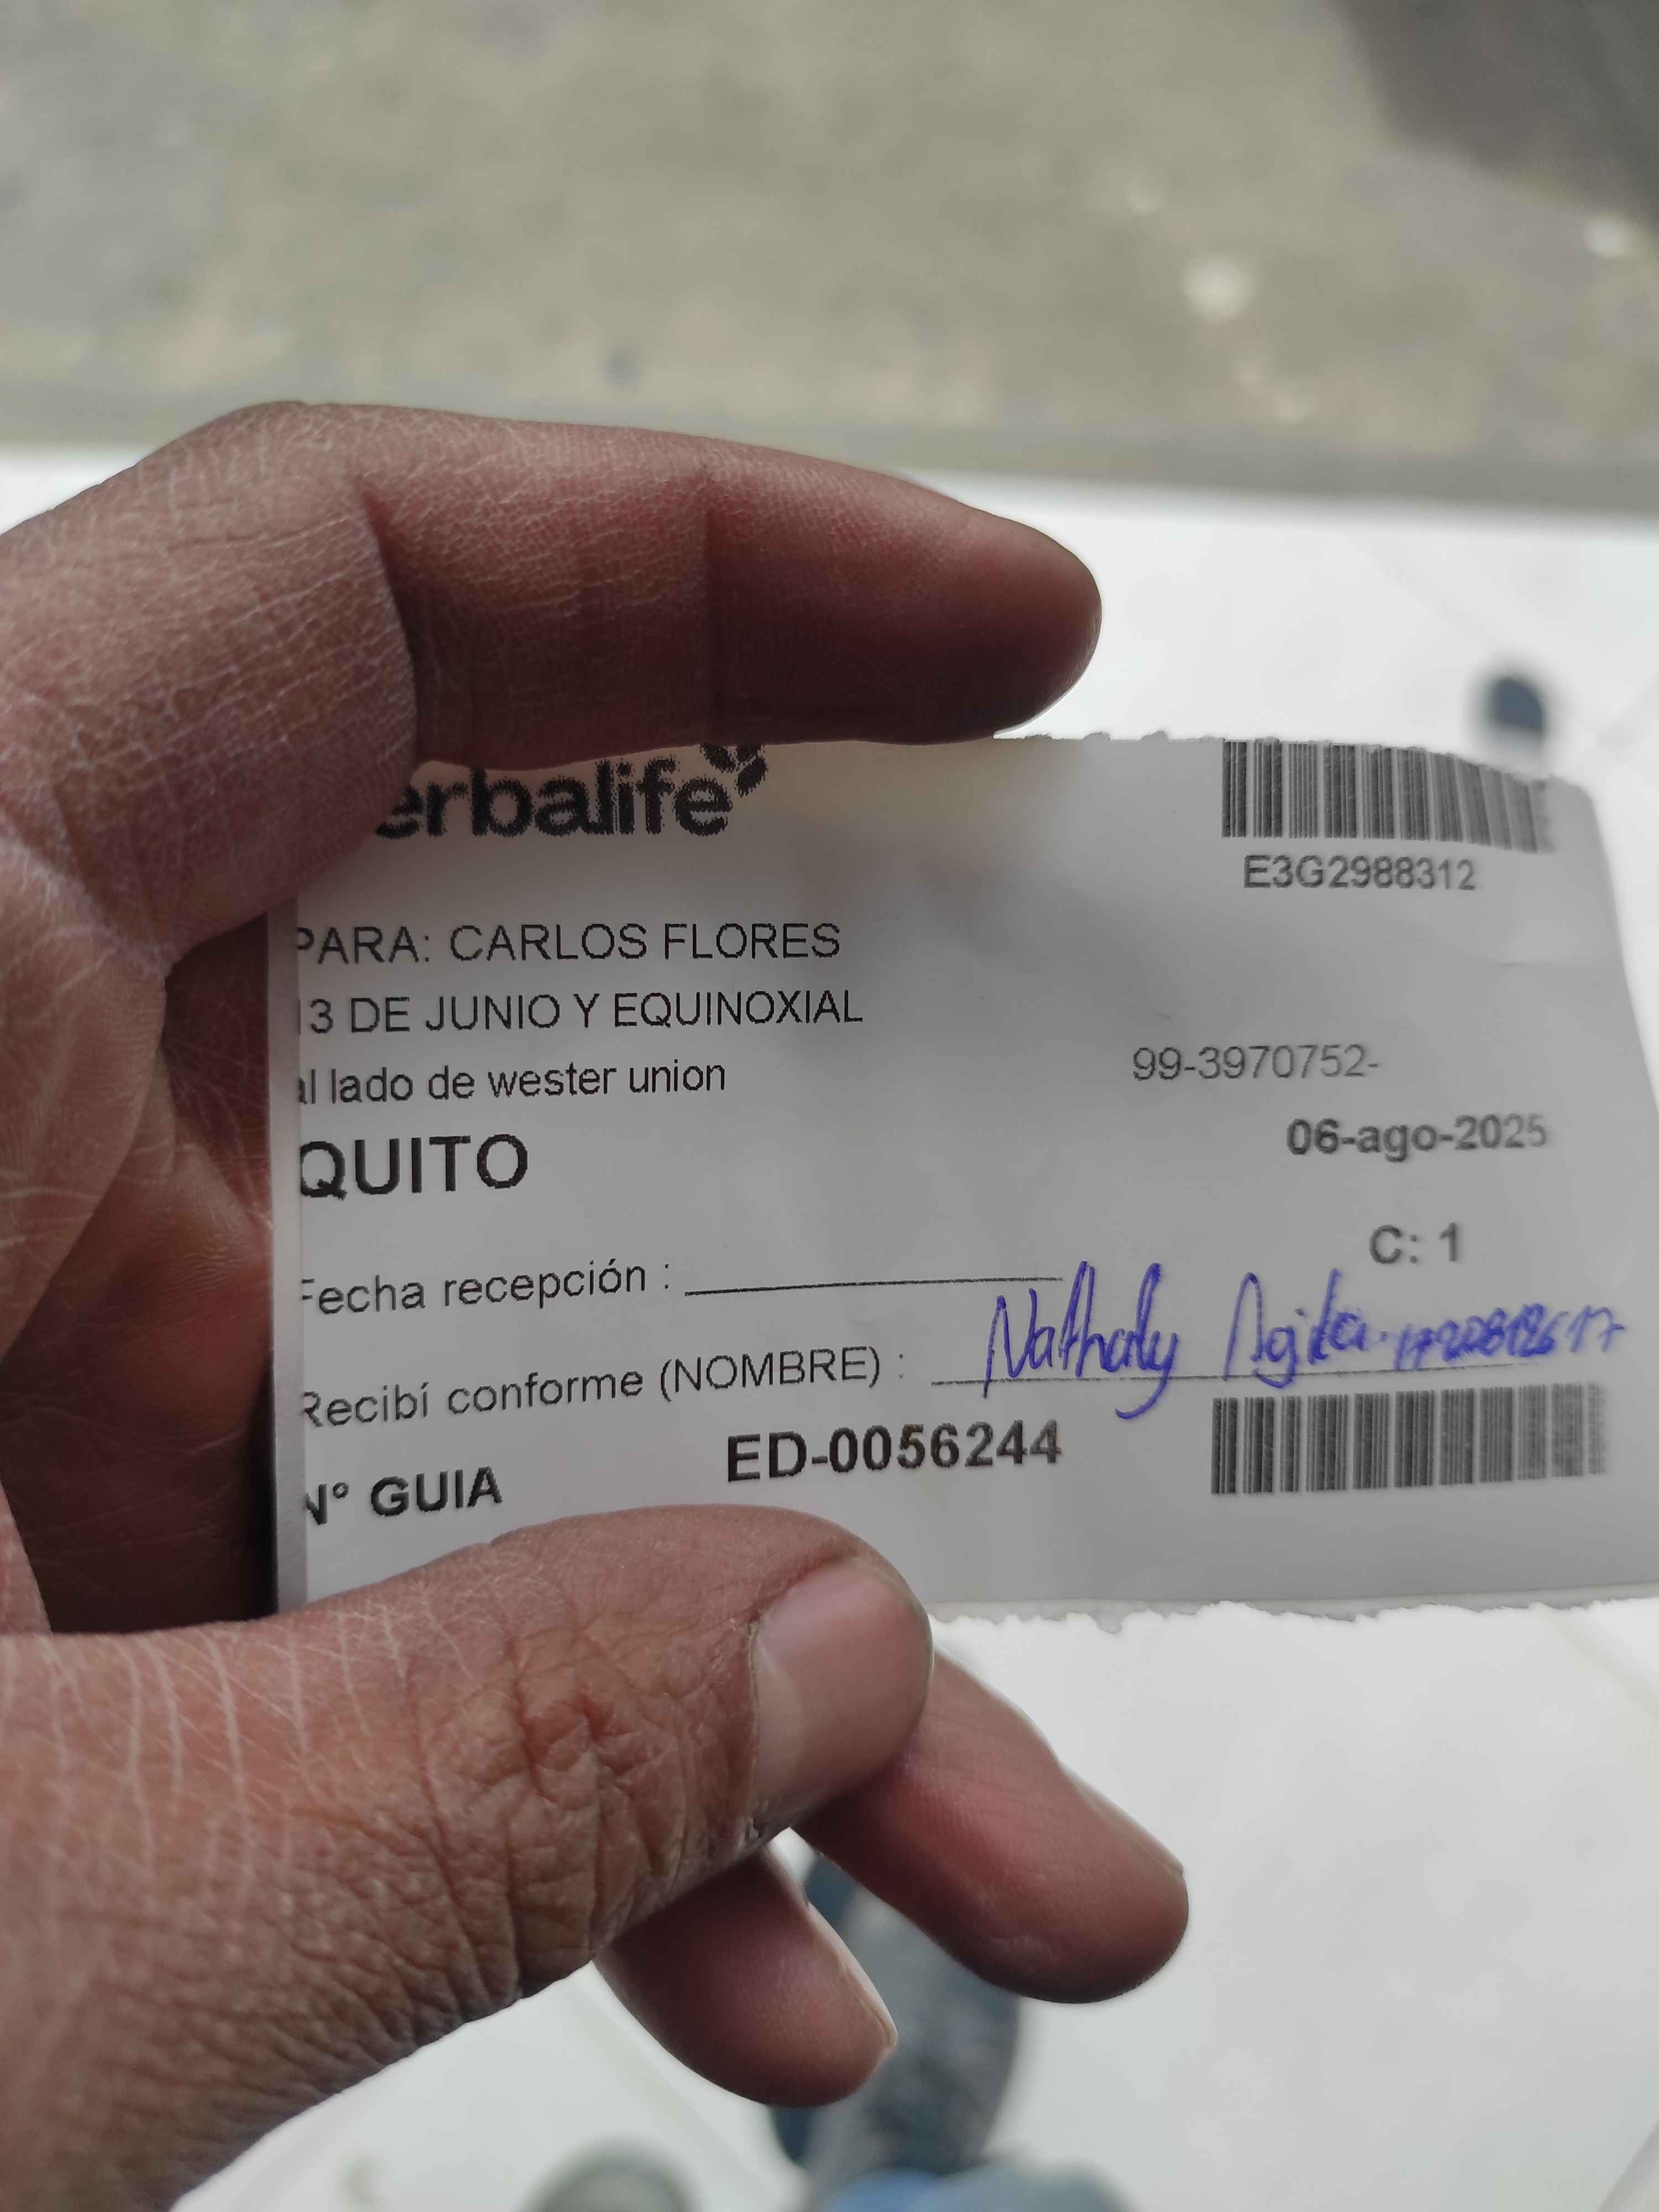 erbalife
E3G2988312
PARA: CARLOS FLORES
13 DE JUNIO Y EQUINOXIAL
al lado de wester union
99-3970752-
QUITO
06-ago-2025
C: 1
Fecha recepción :
Recibí conforme (NOMBRE) : Nathaly
N° GUIA ED-0056244